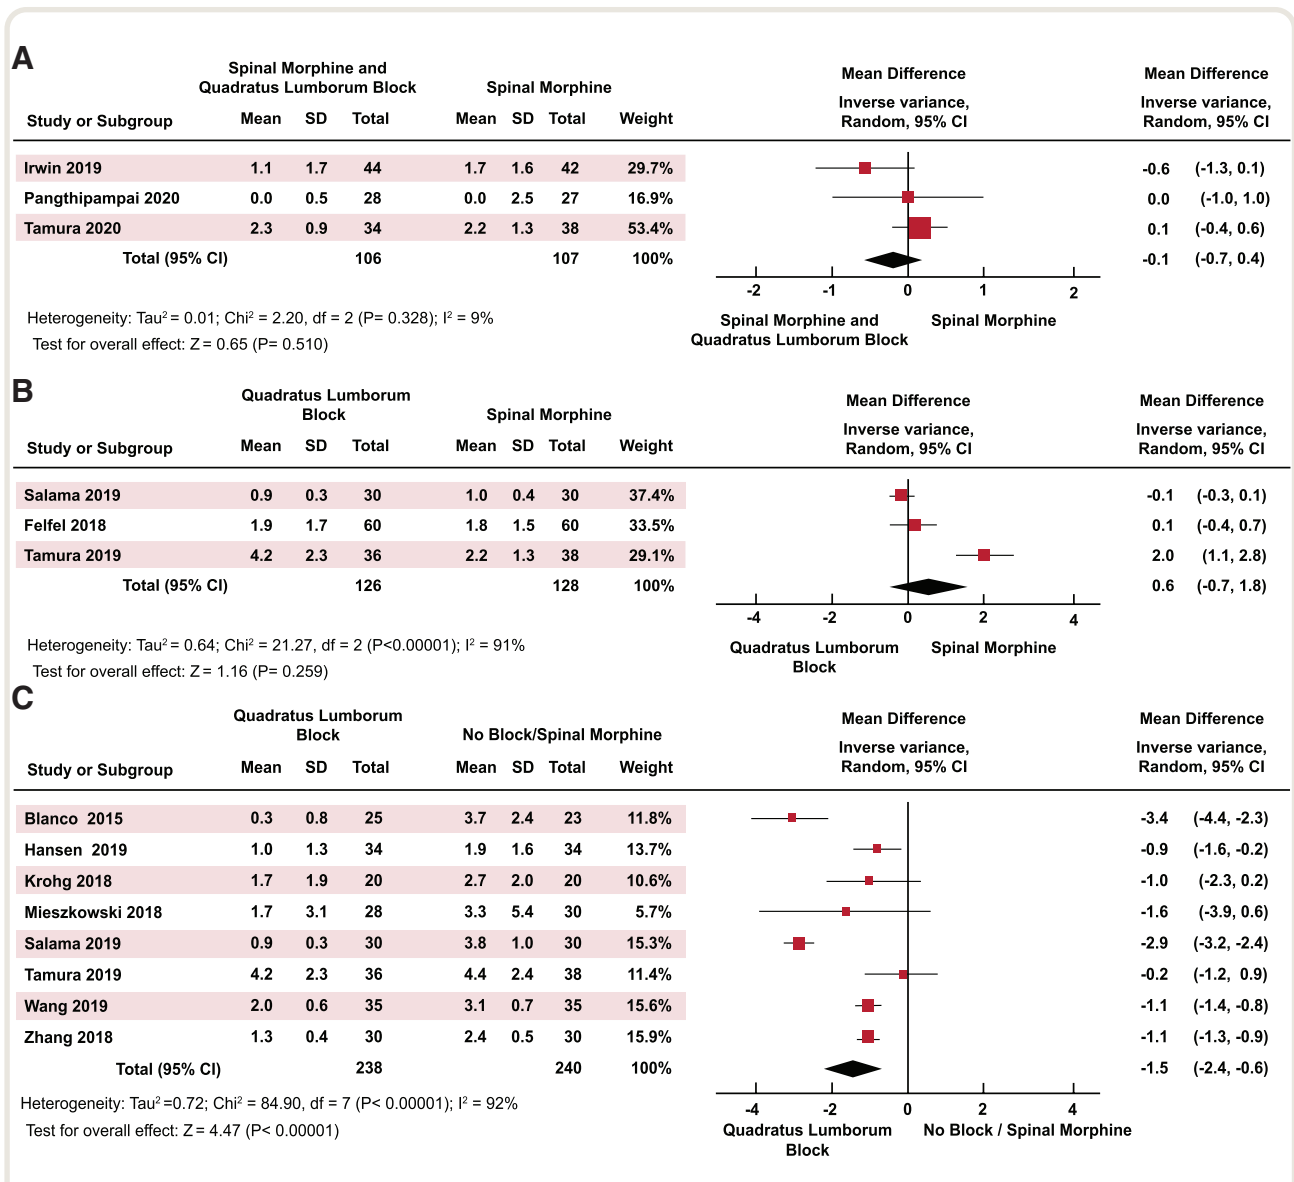 A
Spinal Morphine and
Quadratus Lumborum Block
Spinal Morphine
Mean Difference
Mean Difference
Inverse variance,
Random, 95% CI
Inverse variance,
Random, 95% CI
Study or Subgroup Mean SD Total Mean SD Total Weight
Irwin 2019 1.1 1.7 44 1.7 1.6 42 29.7% -0.6 (-1.3, 0.1)
Pangthipampai 2020 0.0 0.5 28 0.0 2.5 27 16.9% 0.0 (-1.0, 1.0)
Tamura 2020 2.3 0.9 34 2.2 1.3 38 53.4% 0.1 (-0.4, 0.6)
Total (95% CI) 106 107 100% -0.1 (-0.7, 0.4)
-2 -1 0 1 2
Spinal Morphine and
Quadratus Lumborum Block
Spinal Morphine
Heterogeneity: Tau² = 0.01; Chi² = 2.20, df = 2 (P= 0.328); I² = 9%
Test for overall effect: Z = 0.65 (P= 0.510)
B
Quadratus Lumborum
Block
Spinal Morphine
Mean Difference
Mean Difference
Inverse variance,
Random, 95% CI
Inverse variance,
Random, 95% CI
Study or Subgroup Mean SD Total Mean SD Total Weight
Salama 2019 0.9 0.3 30 1.0 0.4 30 37.4% -0.1 (-0.3, 0.1)
Felfel 2018 1.9 1.7 60 1.8 1.5 60 33.5% 0.1 (-0.4, 0.7)
Tamura 2019 4.2 2.3 36 2.2 1.3 38 29.1% 2.0 (1.1, 2.8)
Total (95% CI) 126 128 100% 0.6 (-0.7, 1.8)
-4 -2 0 2 4
Quadratus Lumborum
Block
Spinal Morphine
Heterogeneity: Tau² = 0.64; Chi² = 21.27, df = 2 (P<0.00001); I² = 91%
Test for overall effect: Z = 1.16 (P= 0.259)
C
Quadratus Lumborum
Block
No Block/Spinal Morphine
Mean Difference
Mean Difference
Inverse variance,
Random, 95% CI
Inverse variance,
Random, 95% CI
Study or Subgroup Mean SD Total Mean SD Total Weight
Blanco 2015 0.3 0.8 25 3.7 2.4 23 11.8% -3.4 (-4.4, -2.3)
Hansen 2019 1.0 1.3 34 1.9 1.6 34 13.7% -0.9 (-1.6, -0.2)
Krohg 2018 1.7 1.9 20 2.7 2.0 20 10.6% -1.0 (-2.3, 0.2)
Mieszkowski 2018 1.7 3.1 28 3.3 5.4 30 5.7% -1.6 (-3.9, 0.6)
Salama 2019 0.9 0.3 30 3.8 1.0 30 15.3% -2.9 (-3.2, -2.4)
Tamura 2019 4.2 2.3 36 4.4 2.4 38 11.4% -0.2 (-1.2, 0.9)
Wang 2019 2.0 0.6 35 3.1 0.7 35 15.6% -1.1 (-1.4, -0.8)
Zhang 2018 1.3 0.4 30 2.4 0.5 30 15.9% -1.1 (-1.3, -0.9)
Total (95% CI) 238 240 100% -1.5 (-2.4, -0.6)
-4 -2 0 2 4
Quadratus Lumborum
Block
No Block / Spinal Morphine
Heterogeneity: Tau² =0.72; Chi² = 84.90, df = 7 (P< 0.00001); I² = 92%
Test for overall effect: Z = 4.47 (P< 0.00001)